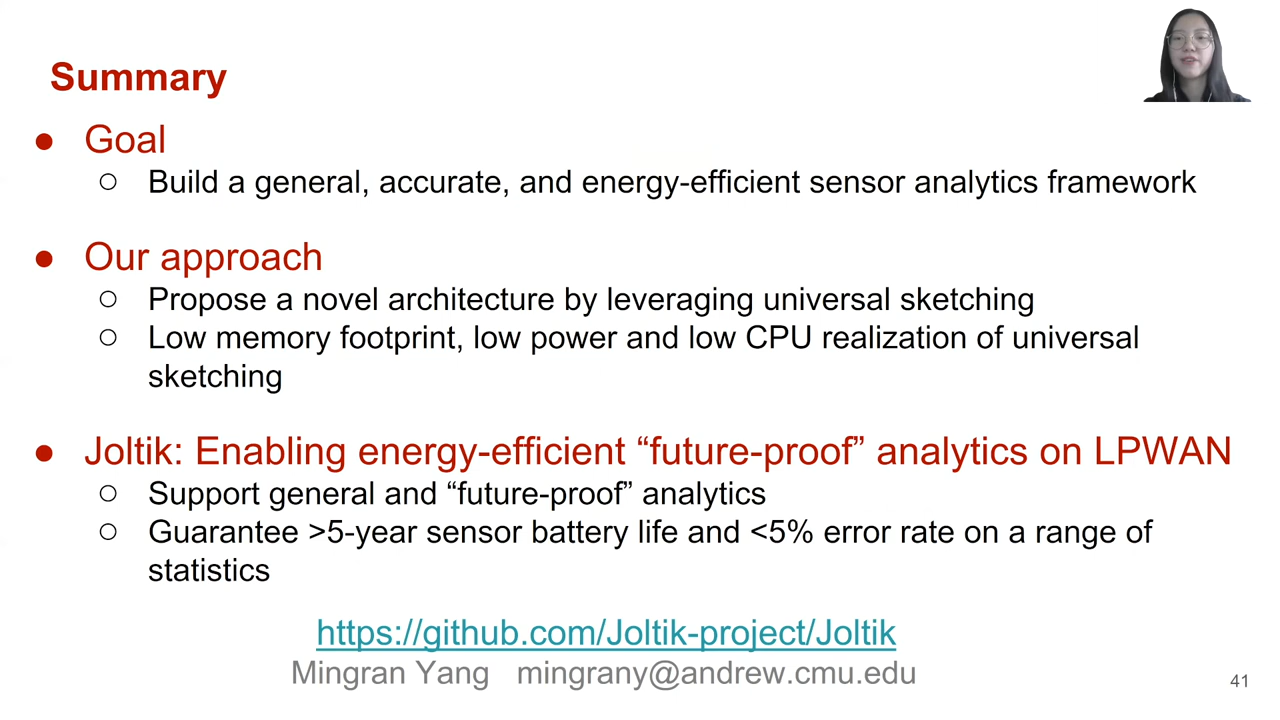 Summary
● Goal
○ Build a general, accurate, and energy-efficient sensor analytics framework
● Our approach
○ Propose a novel architecture by leveraging universal sketching
○ Low memory footprint, low power and low CPU realization of universal
sketching
● Joltik: Enabling energy-efficient “future-proof” analytics on LPWAN
○ Support general and “future-proof” analytics
○ Guarantee >5-year sensor battery life and <5% error rate on a range of
statistics
https://github.com/Joltik-project/Joltik
Mingran Yang mingrany@andrew.cmu.edu
41